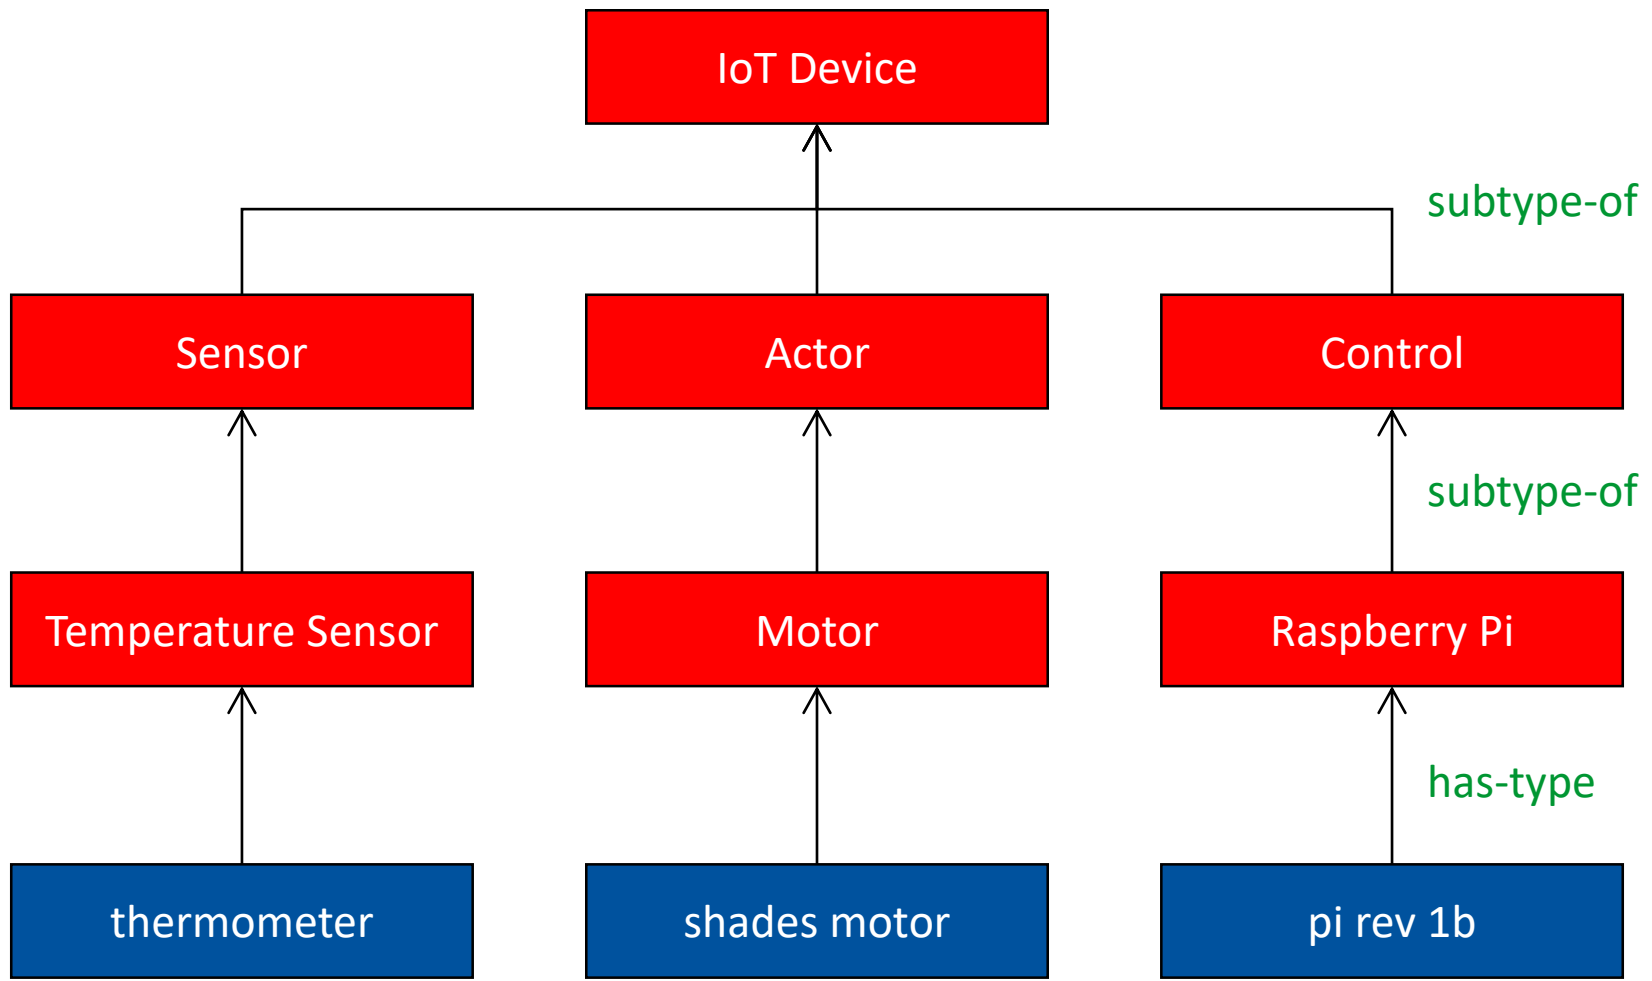 IoT Device
subtype-of
Sensor
Actor
Control
subtype-of
Temperature Sensor
Motor
Raspberry Pi
has-type
thermometer
shades motor
pi rev 1b